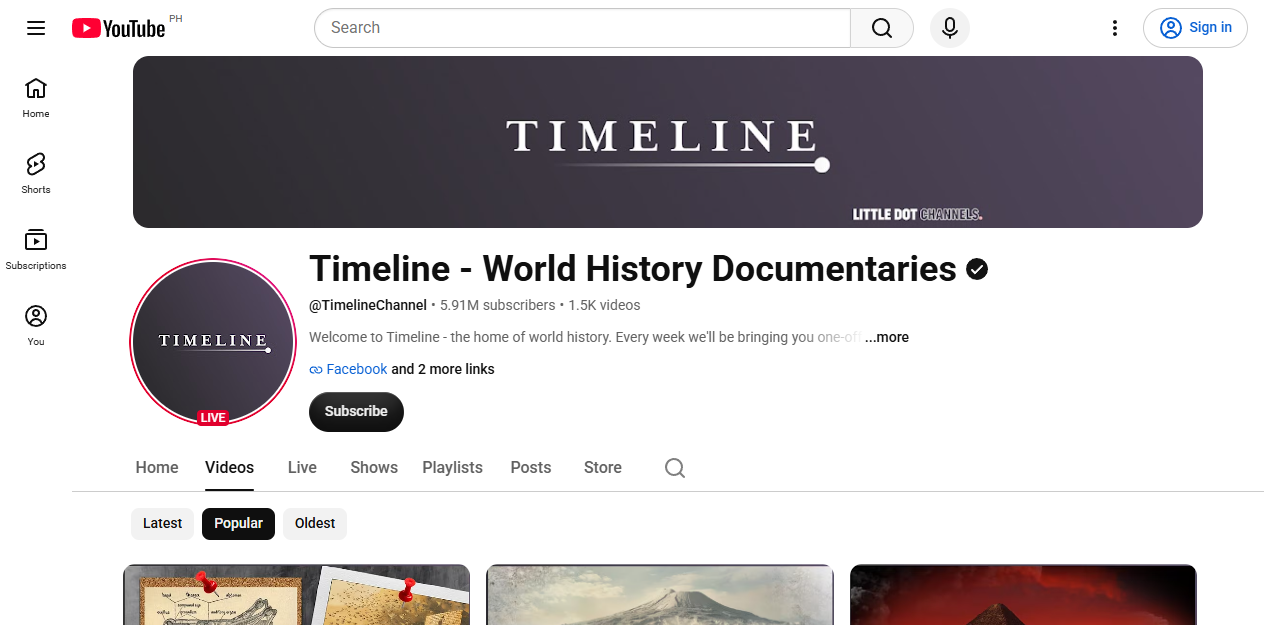 YouTube PH
Search
Sign in
Home
Shorts
Subscriptions
You
TIMELINE
LITTLE DOT CHANNELS.
TIMELINE
LIVE
Timeline - World History Documentaries
@TimelineChannel • 5.91M subscribers • 1.5K videos
Welcome to Timeline - the home of world history. Every week we'll be bringing you one-off ...more
Facebook and 2 more links
Subscribe
Home Videos Live Shows Playlists Posts Store
Latest Popular Oldest